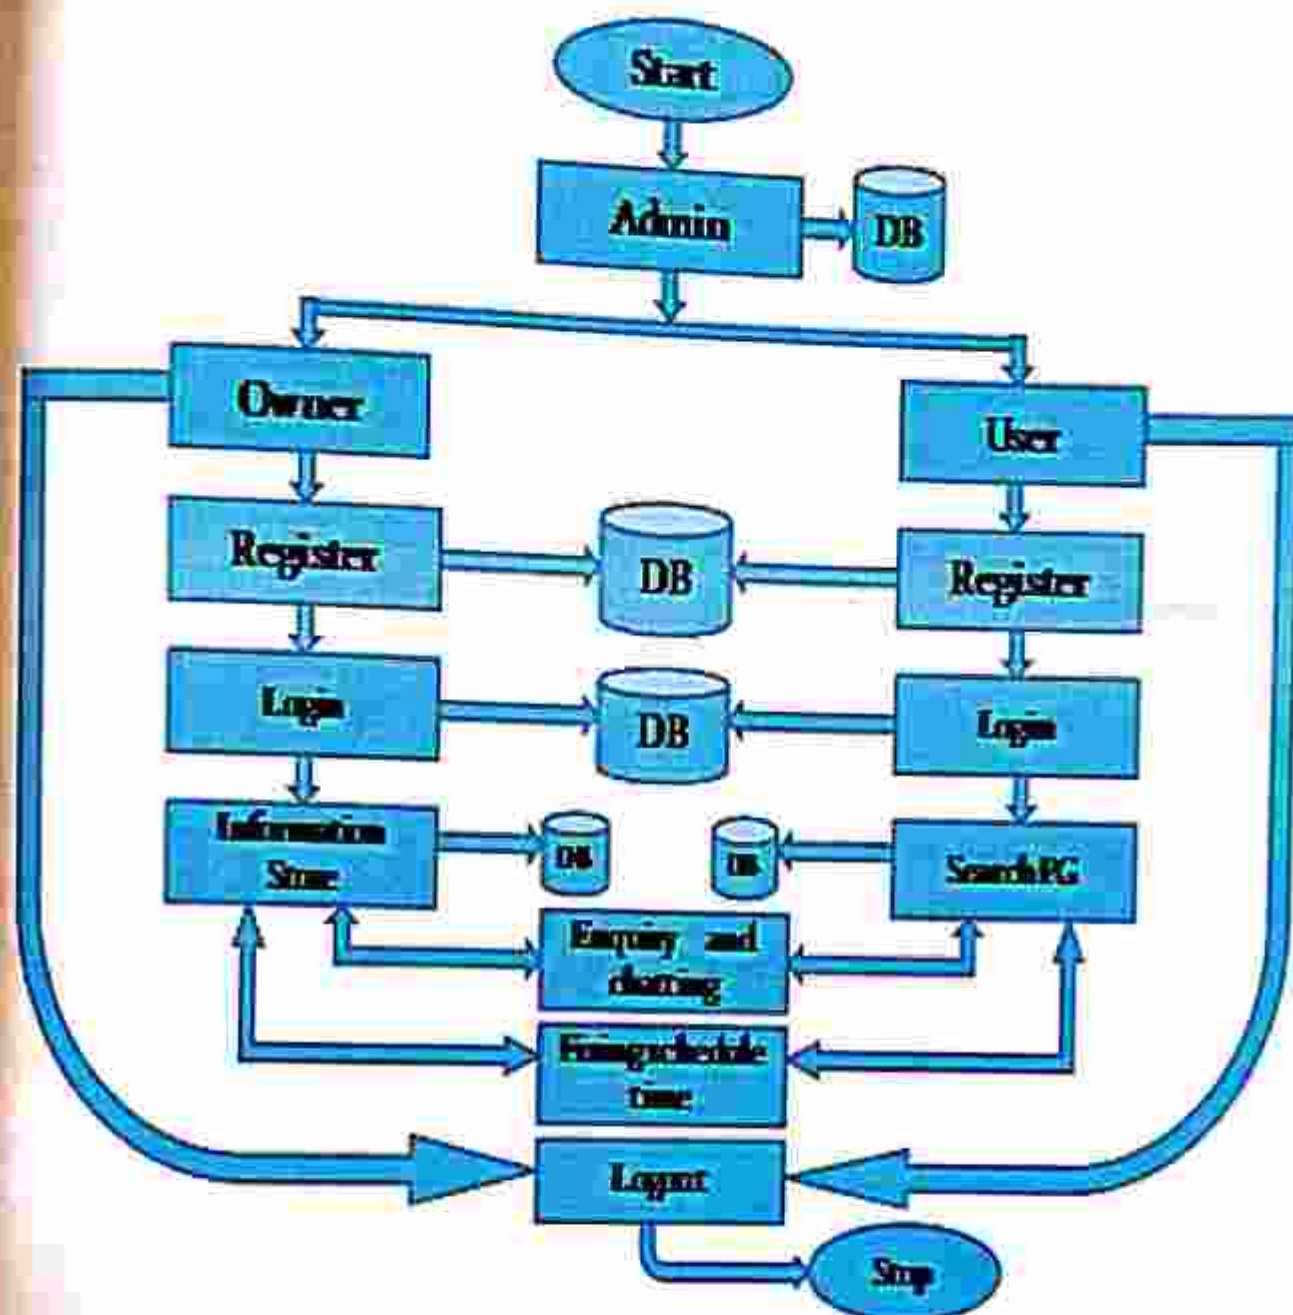 Start
Admin
DB
Owner
User
Register
DB
Register
Login
DB
Login
Information
Store
DB
DB
Search PG
Enquiry and
chatting
Fixing schedule
time
Logout
Stop